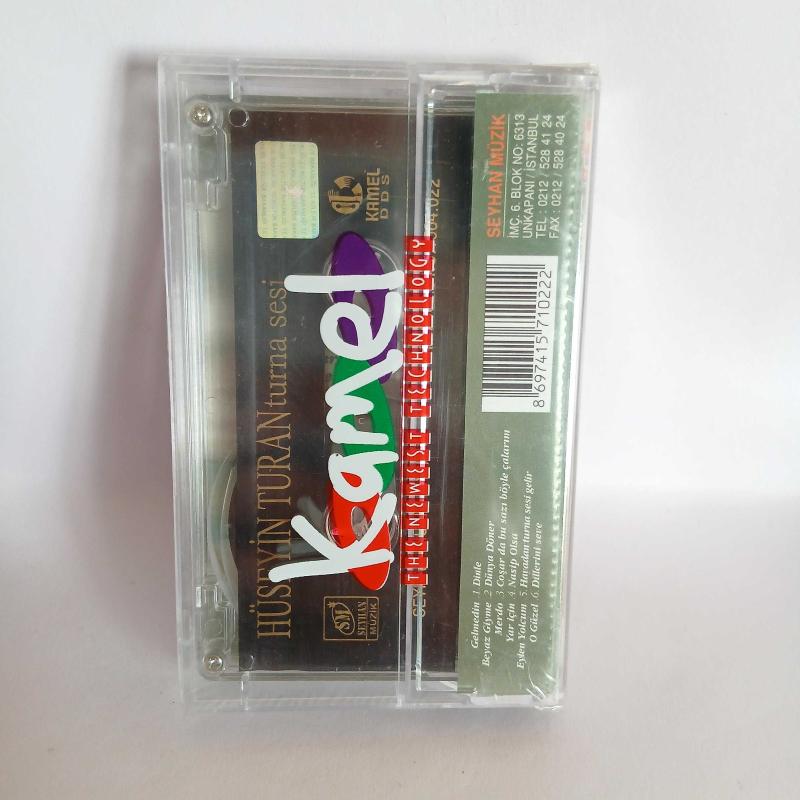 HÜSEYİN TURAN turna sesi
KAMEL
DDS
Kamel
THE NEWEST TECHNOLOGY
SM
SEYHAN
MÜZİK
SEYHAN MÜZİK
İMÇ. 6. BLOK NO: 6313
UNKAPANI / İSTANBUL
TEL : 0212 / 528 41 24
FAX : 0212 / 528 40 24
8 697415 710222
Gelmedin 1. Dinle
Beyaz Giyme 2. Dünya Döner
Merdo 3. Coşar da bu sazı böyle çalarım
Yar için 4. Nasip Olsa
Eylen Yolcum 5. Havadan turna sesi gelir
O Güzel 6. Dillerini seve